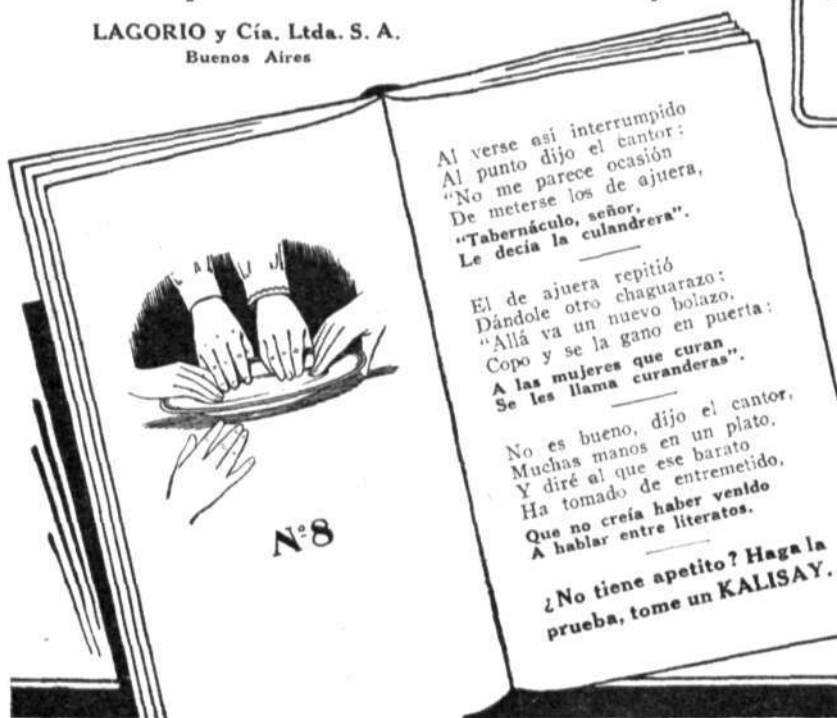 LAGORIO y Cía. Ltda. S. A.
Buenos Aires
Al verse así interrumpido
Al punto dijo el cantor:
"No me parece ocasión
De meterse los de ajuera,
"Tabernáculo, señor,
Le decía la culandrera".
El de ajuera repitió
Dándole otro chaguarazo:
"Allá va un nuevo bolazo,
Copo y se la gano en puerta:
A las mujeres que curan
Se les llama curanderas".
No es bueno, dijo el cantor,
Muchas manos en un plato,
Y diré al que ese barato
Ha tomado de entremetido,
Que no creía haber venido
A hablar entre literatos.
¿No tiene apetito? Haga la
prueba, tome un KALISAY.
Nº 8